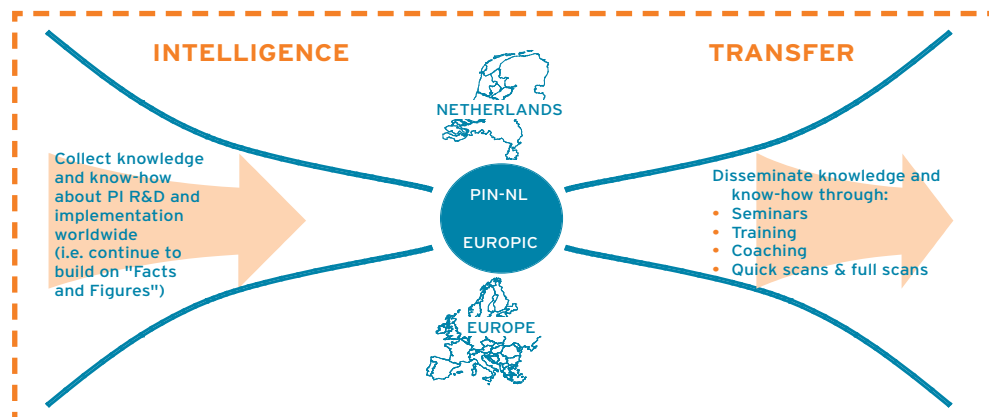 INTELLIGENCE
TRANSFER
NETHERLANDS
Collect knowledge
and know-how
about PI R&D and
implementation
worldwide
(i.e. continue to
build on "Facts
and Figures")
PIN-NL
EUROPIC
Disseminate knowledge and
know-how through:
• Seminars
• Training
• Coaching
• Quick scans & full scans
EUROPE